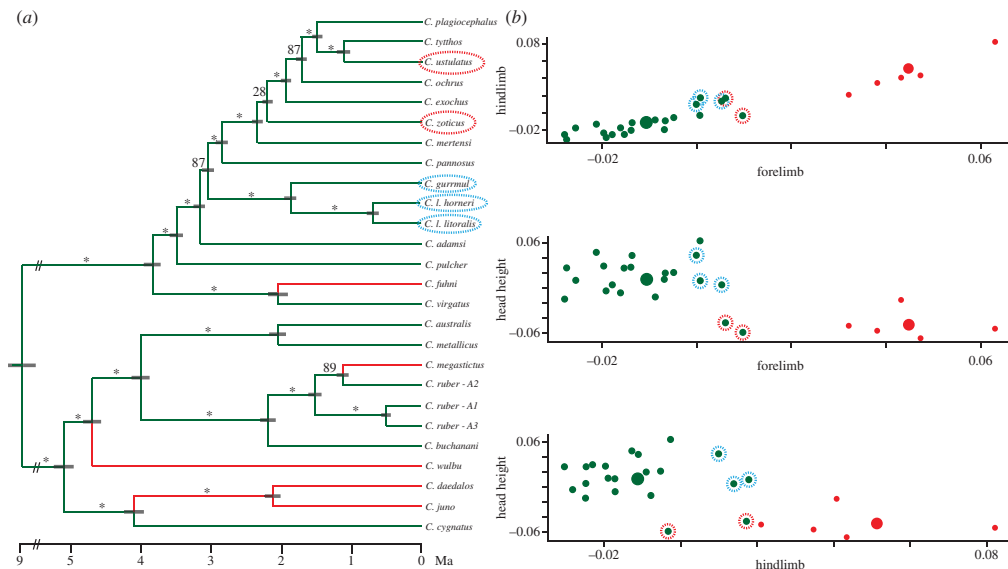 (a)
C. plagiocephalus
*
C. tytthos
87
*
C. ustulatus
*
C. ochrus
28
C. exochus
*
C. zoticus
*
C. mertensi
87
C. pannosus
*
C. gurrmul
*
C. l. horneri
*
C. l. litoralis
C. adamsi
*
C. pulcher
*
C. fuhni
C. virgatus
*
C. australis
C. metallicus
*
89
C. megastictus
*
C. ruber - A2
*
C. ruber - A1
*
C. ruber - A3
C. buchanani
*
C. wulbu
*
C. daedalos
*
C. juno
C. cygnatus
9 5 4 3 2 1 0 Ma
(b)
0.08
hindlimb
–0.02
–0.02 0.06
forelimb
0.06
head height
–0.06
–0.02 0.06
forelimb
0.06
head height
–0.06
–0.02 0.08
hindlimb